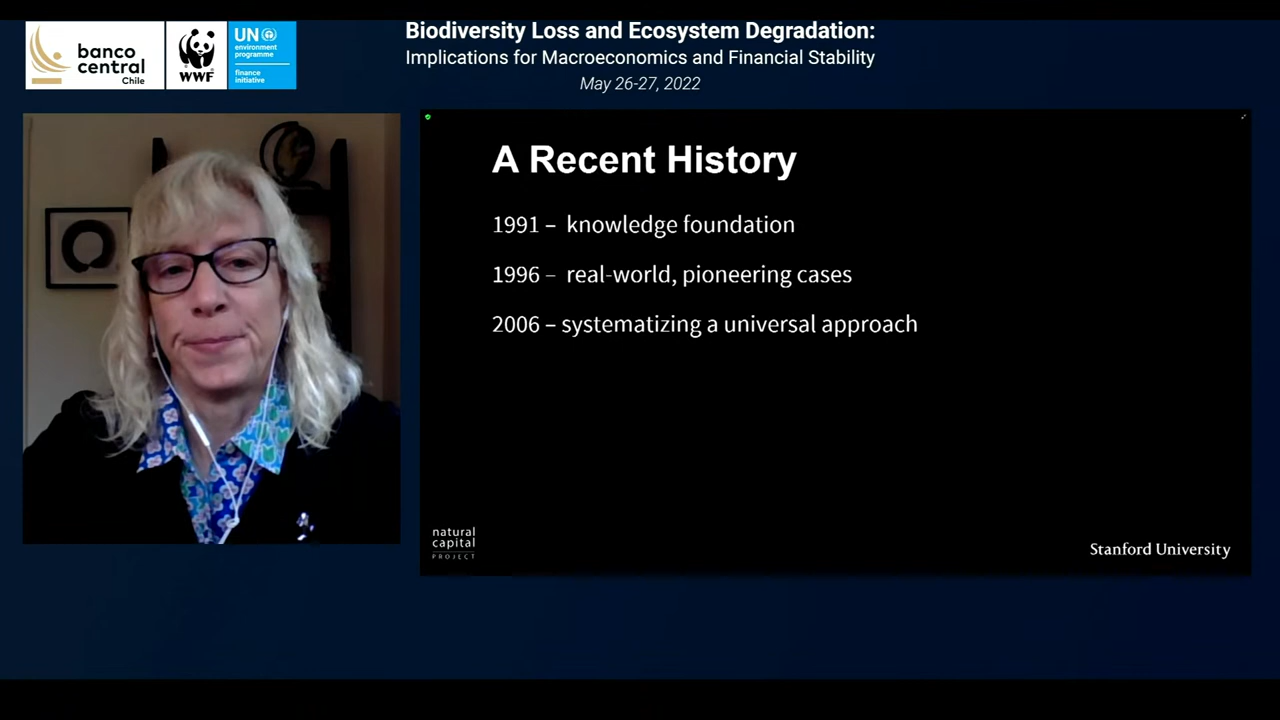 banco
central
Chile
WWF
UN
environment
programme
finance
initiative
Biodiversity Loss and Ecosystem Degradation:
Implications for Macroeconomics and Financial Stability
May 26-27, 2022
A Recent History
1991 – knowledge foundation
1996 – real-world, pioneering cases
2006 – systematizing a universal approach
natural
capital
PROJECT
Stanford University